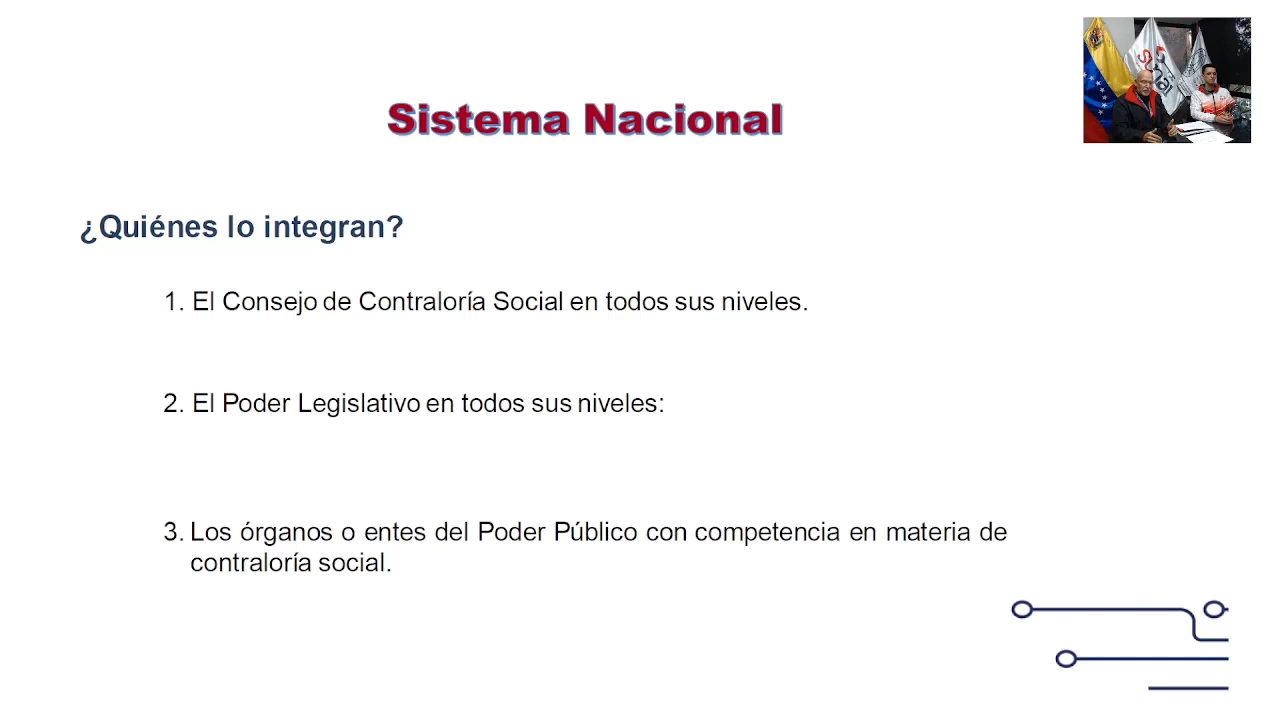 Sistema Nacional
¿Quiénes lo integran?
1. El Consejo de Contraloría Social en todos sus niveles.
2. El Poder Legislativo en todos sus niveles:
3. Los órganos o entes del Poder Público con competencia en materia de
contraloría social.